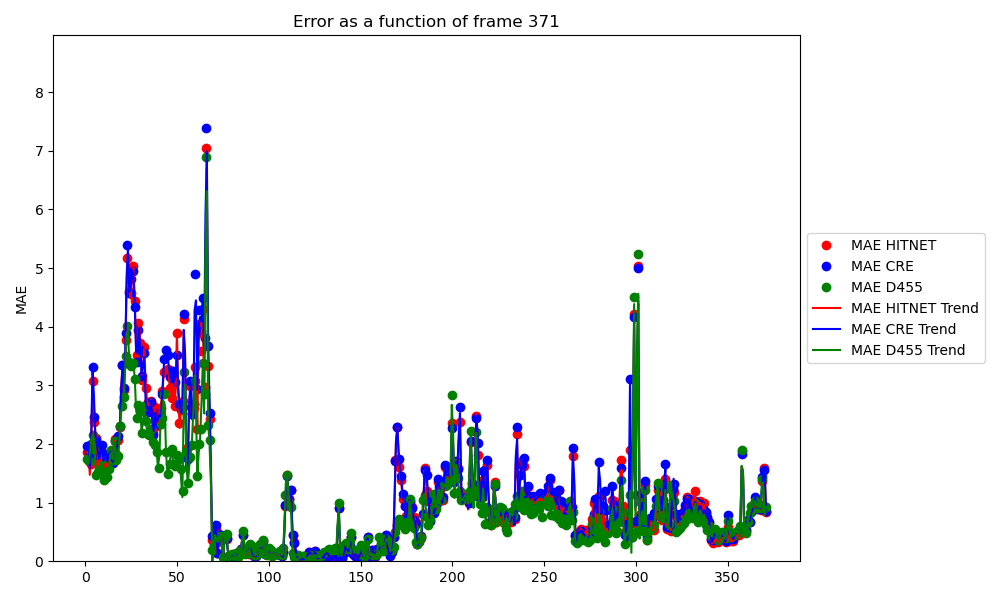 Error as a function of frame 371
MAE
8
7
6
5
4
3
2
1
0
0 50 100 150 200 250 300 350
MAE HITNET
MAE CRE
MAE D455
MAE HITNET Trend
MAE CRE Trend
MAE D455 Trend